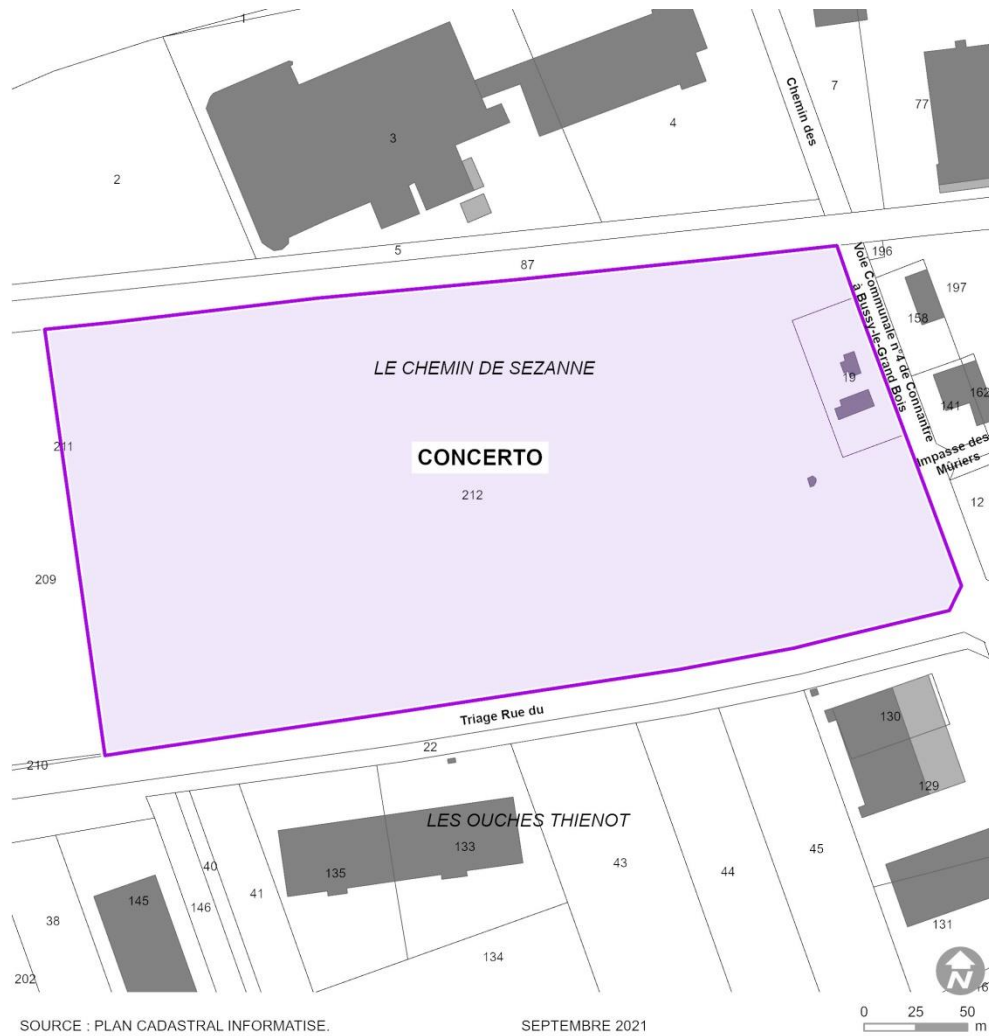 1
7
77
3
4
2
Chemin des
5
87
196
197
158
Voie Communale n°4 de Connantre
à Bussy-le-Grand Bois
LE CHEMIN DE SEZANNE
19
162
141
211
CONCERTO
Impasse des
Mûriers
212
12
209
Triage Rue du
130
22
210
129
LES OUCHES THIENOT
133
135
43
45
40
44
41
145
146
38
131
134
202
N
SOURCE : PLAN CADASTRAL INFORMATISE.
SEPTEMBRE 2021
0 25 50
m